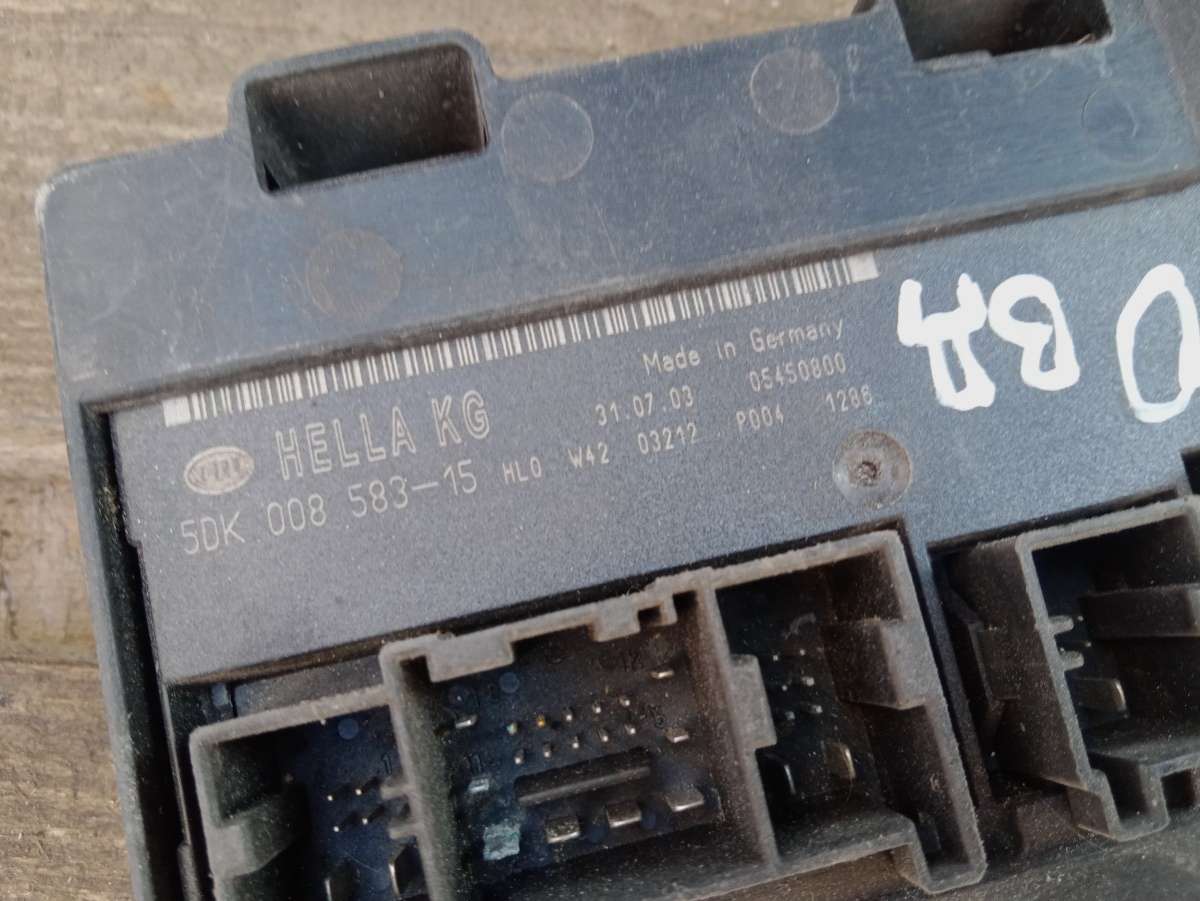 Made in Germany
HELLA KG 31.07.03 05450800
5DK 008 583-15 HLO W42 03212 P004 1286